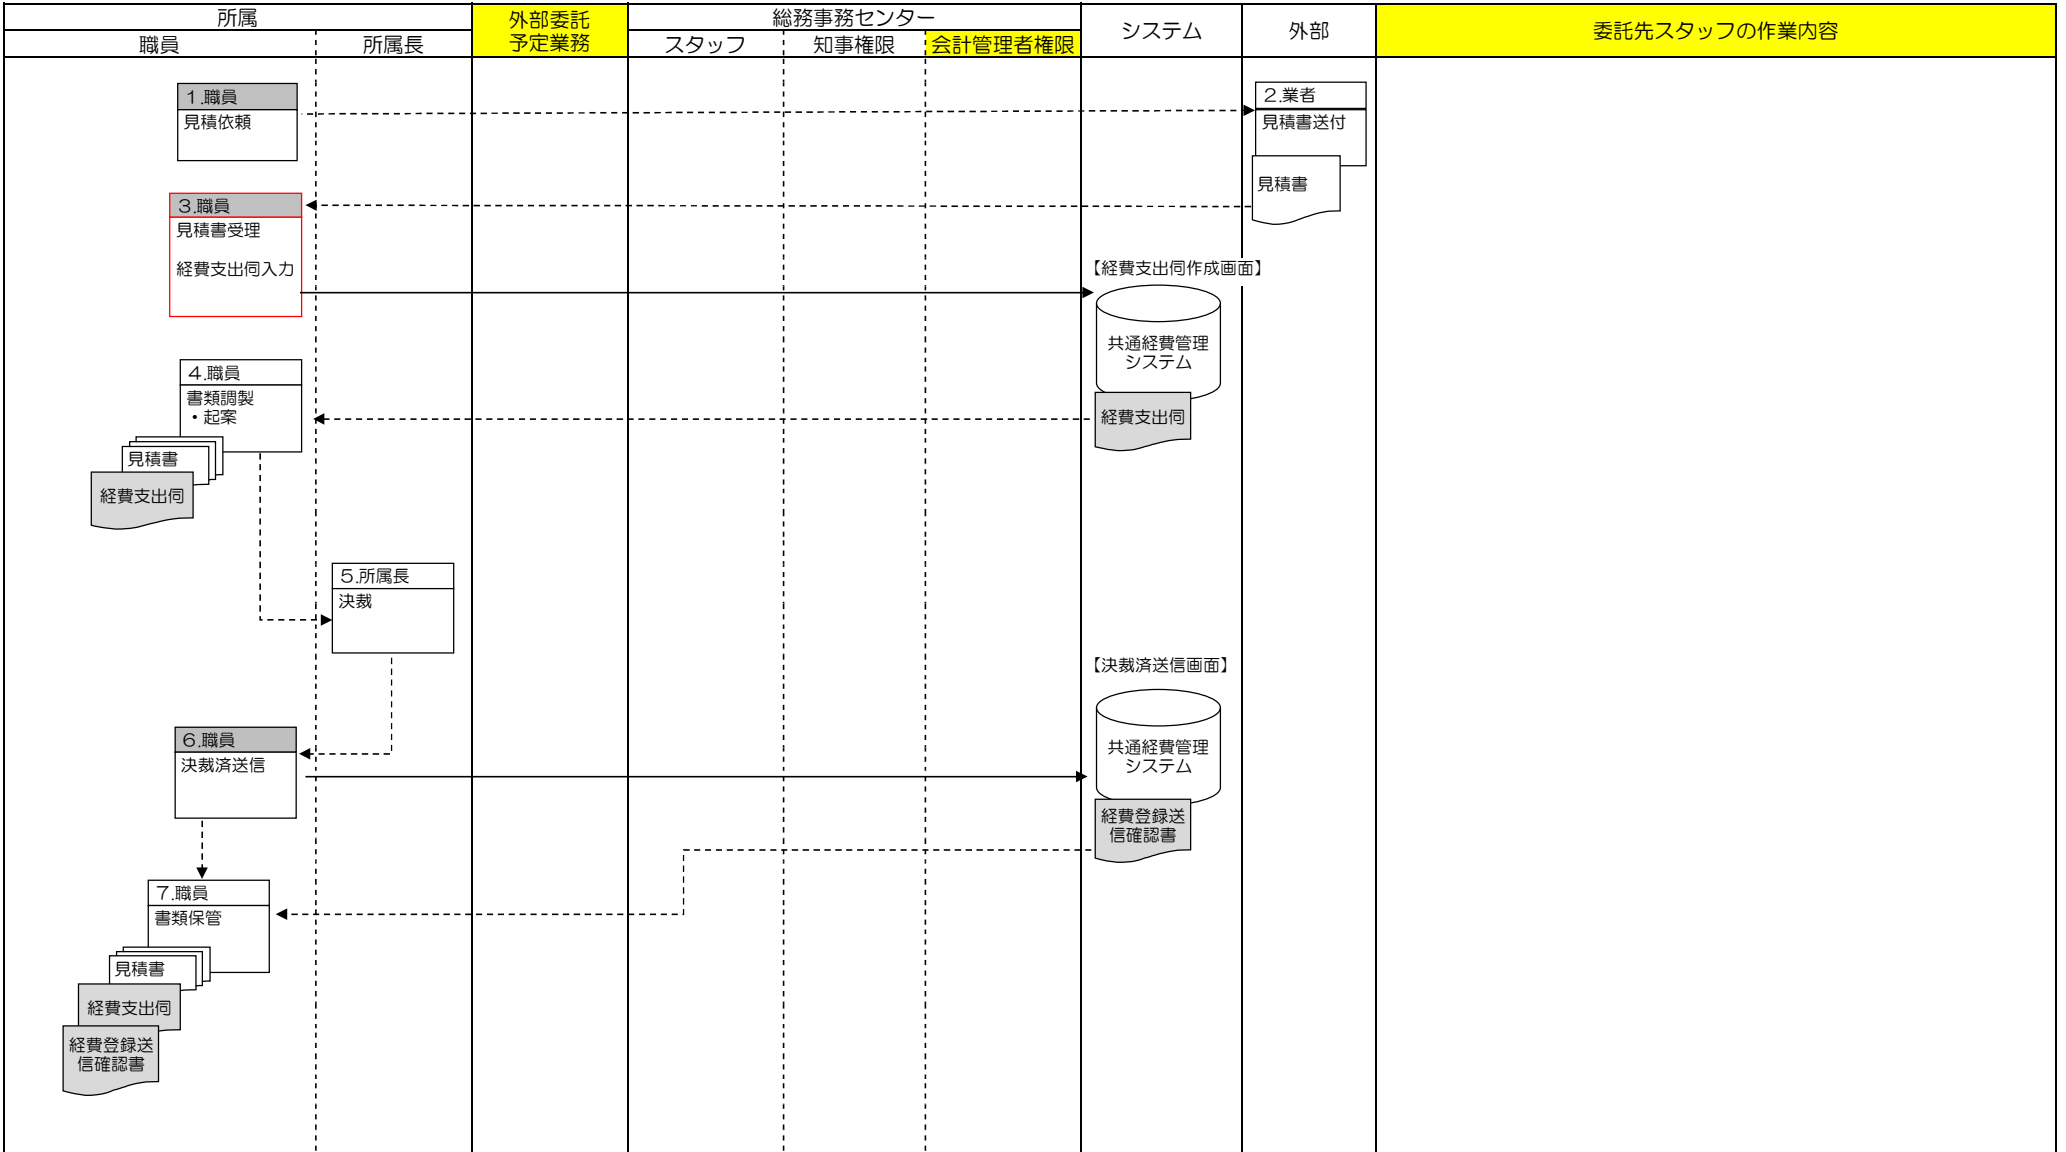 所属
外部委託
予定業務
総務事務センター
システム
外部
委託先スタッフの作業内容
職員
所属長
スタッフ
知事権限
会計管理者権限
１.職員
見積依頼
２.業者
見積書送付
見積書
３.職員
見積書受理
経費支出伺入力
【経費支出伺作成画面】
共通経費管理
システム
経費支出伺
４.職員
書類調製
・起案
見積書
経費支出伺
５.所属長
決裁
【決裁済送信画面】
共通経費管理
システム
経費登録送
信確認書
６.職員
決裁済送信
７.職員
書類保管
見積書
経費支出伺
経費登録送
信確認書